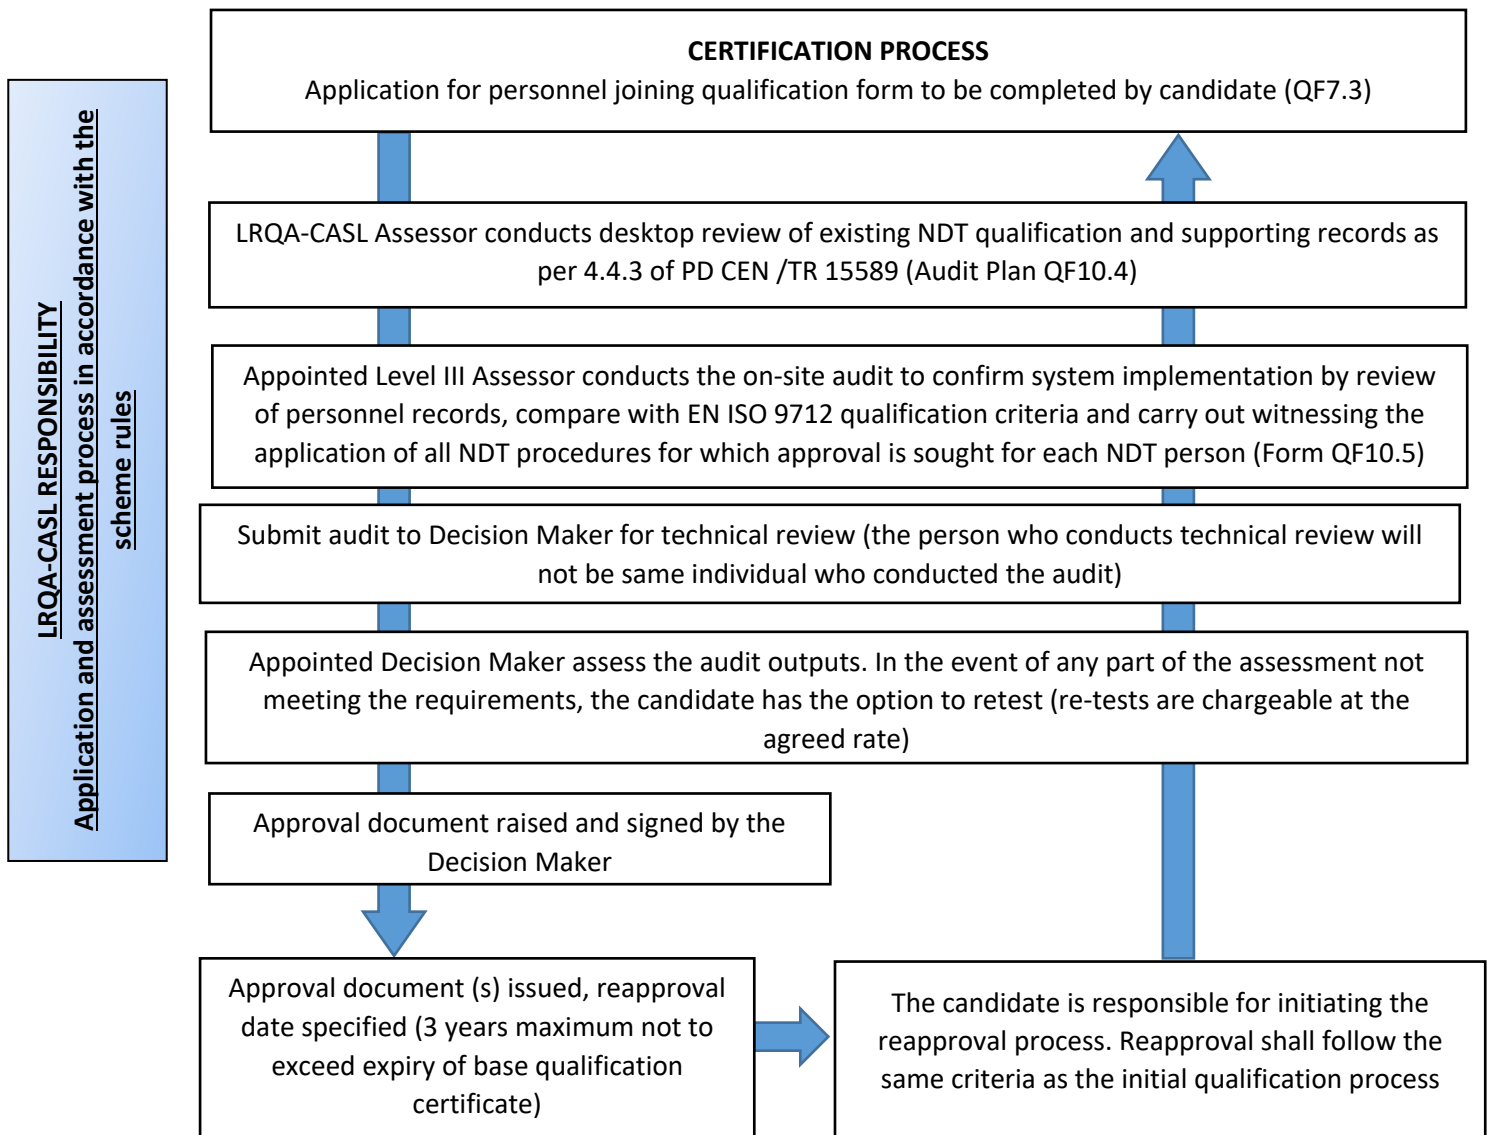 LRQA-CASL RESPONSIBILITY
Application and assessment process in accordance with the
scheme rules
CERTIFICATION PROCESS
Application for personnel joining qualification form to be completed by candidate (QF7.3)
LRQA-CASL Assessor conducts desktop review of existing NDT qualification and supporting records as
per 4.4.3 of PD CEN /TR 15589 (Audit Plan QF10.4)
Appointed Level III Assessor conducts the on-site audit to confirm system implementation by review
of personnel records, compare with EN ISO 9712 qualification criteria and carry out witnessing the
application of all NDT procedures for which approval is sought for each NDT person (Form QF10.5)
Submit audit to Decision Maker for technical review (the person who conducts technical review will
not be same individual who conducted the audit)
Appointed Decision Maker assess the audit outputs. In the event of any part of the assessment not
meeting the requirements, the candidate has the option to retest (re-tests are chargeable at the
agreed rate)
Approval document raised and signed by the
Decision Maker
Approval document (s) issued, reapproval
date specified (3 years maximum not to
exceed expiry of base qualification
certificate)
The candidate is responsible for initiating the
reapproval process. Reapproval shall follow the
same criteria as the initial qualification process